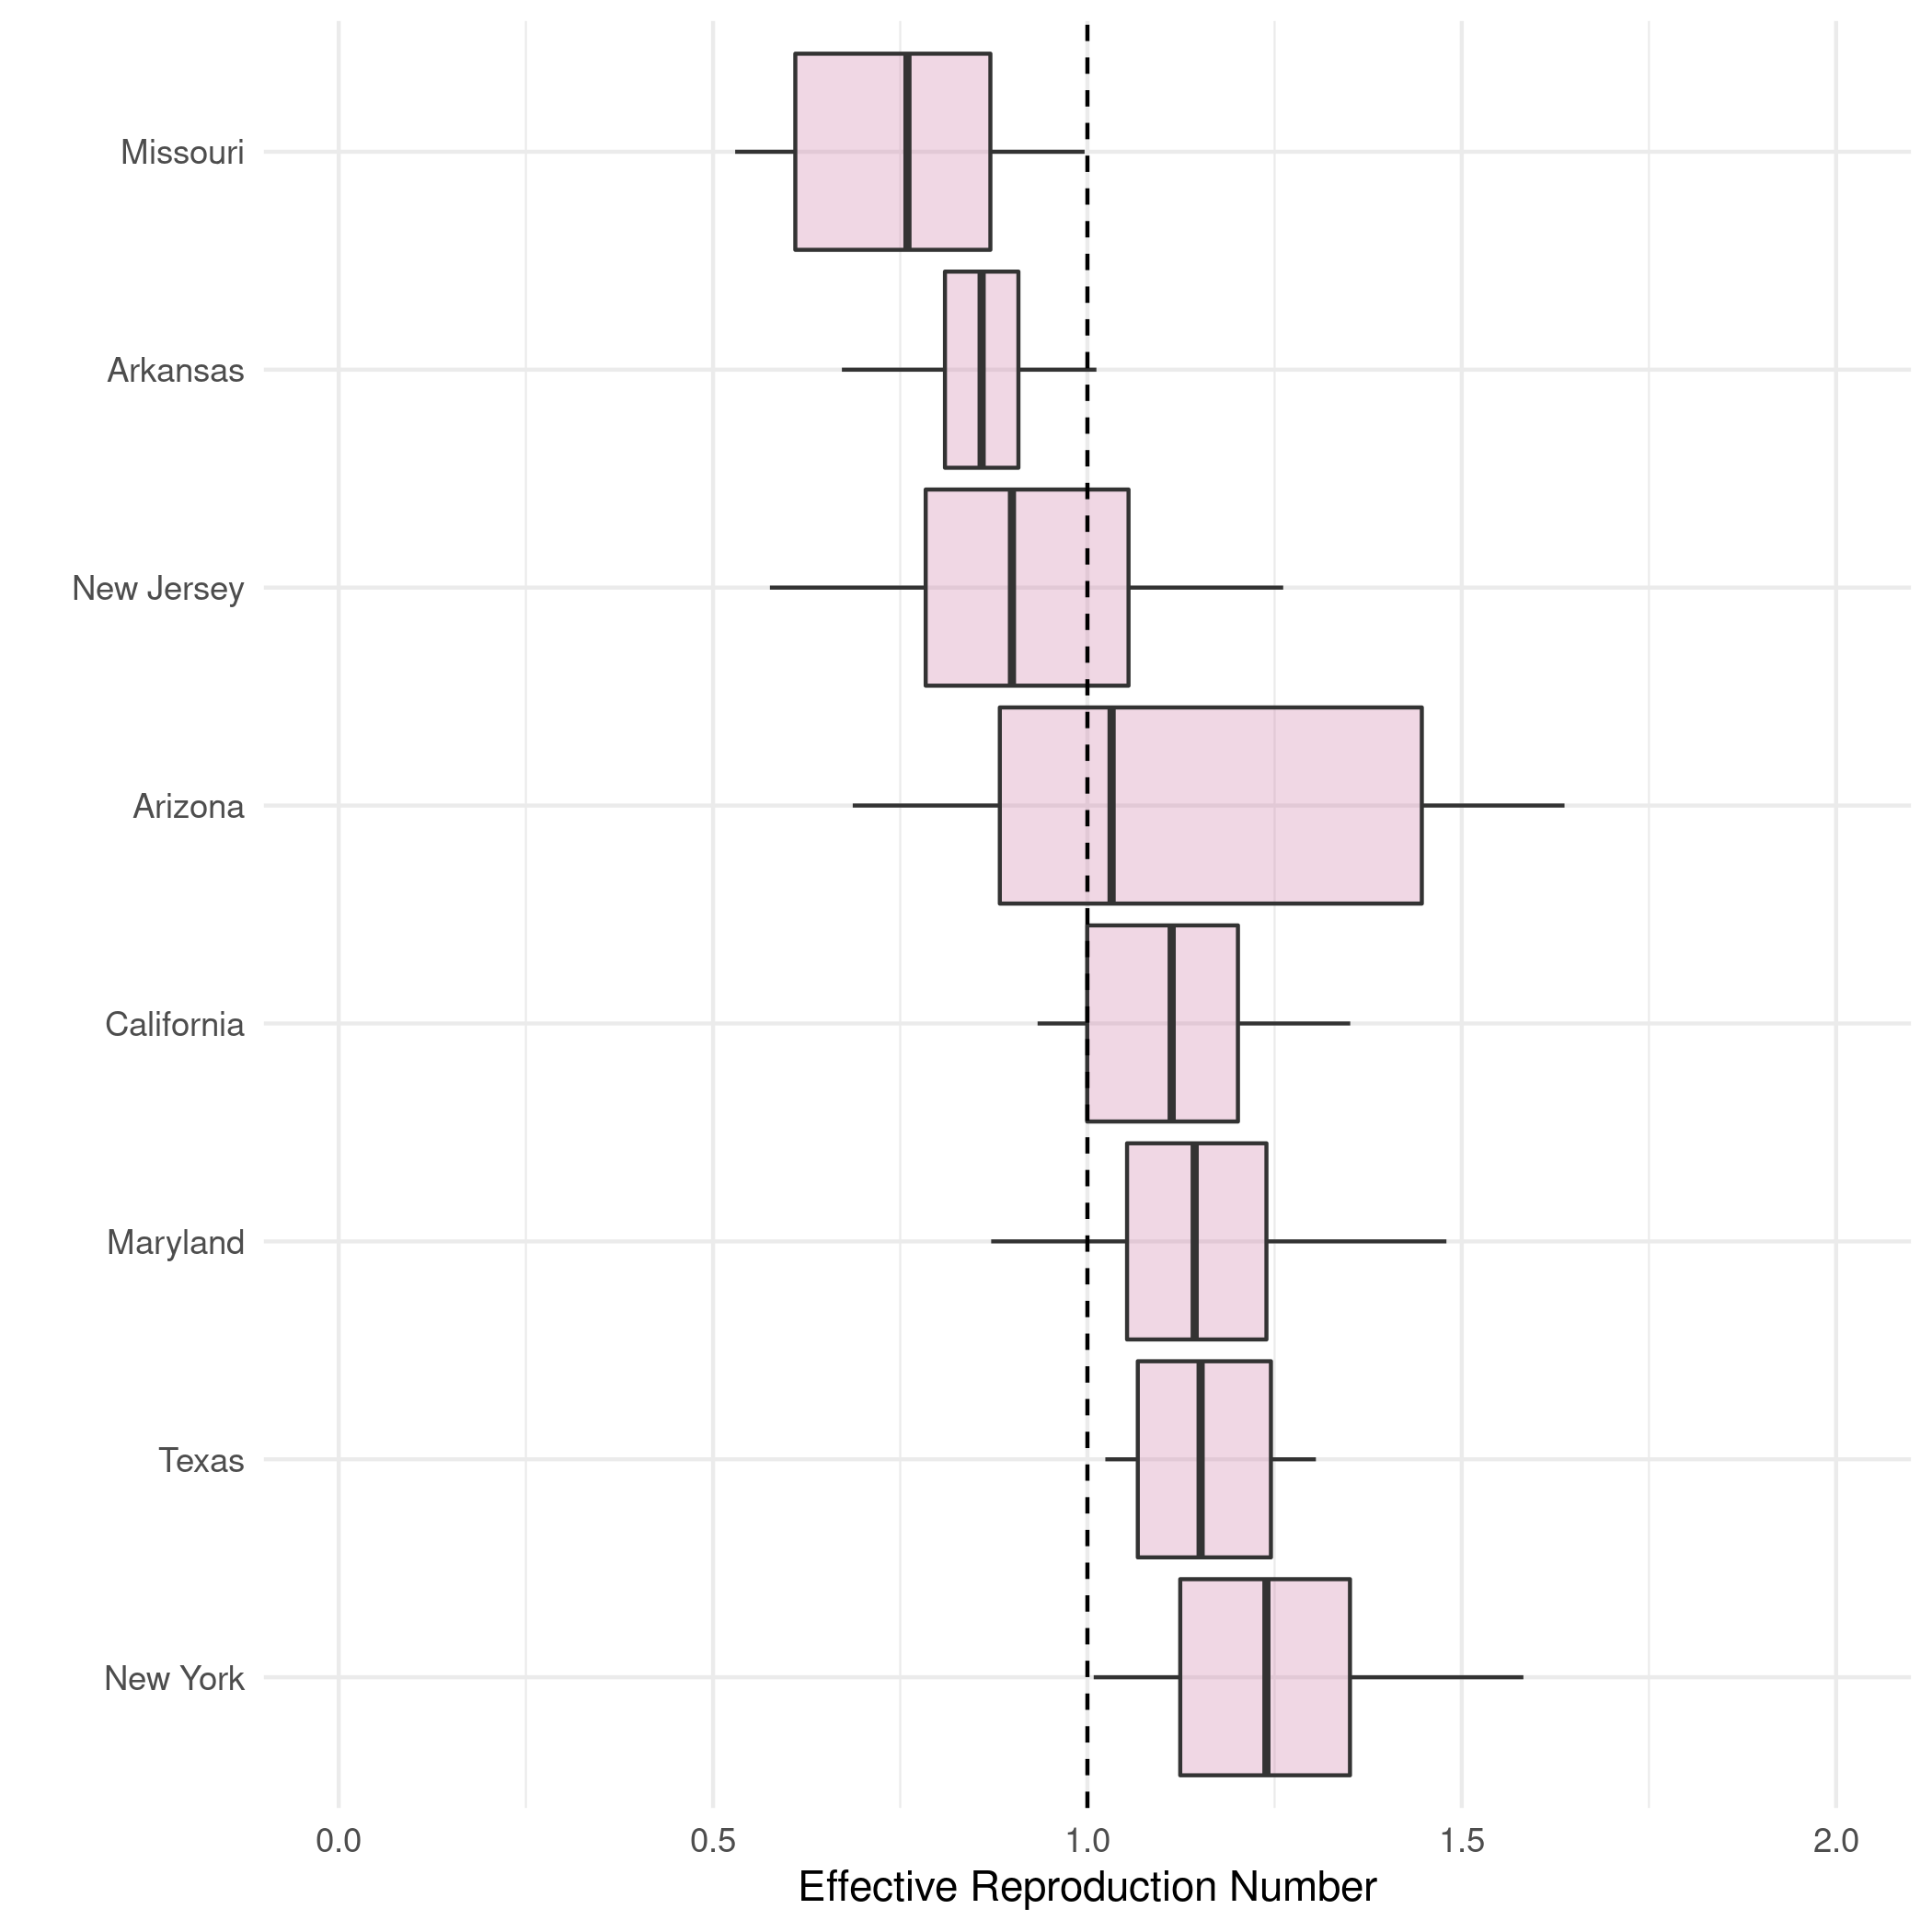 Missouri
Arkansas
New Jersey
Arizona
California
Maryland
Texas
New York
0.0 0.5 1.0 1.5 2.0
Effective Reproduction Number